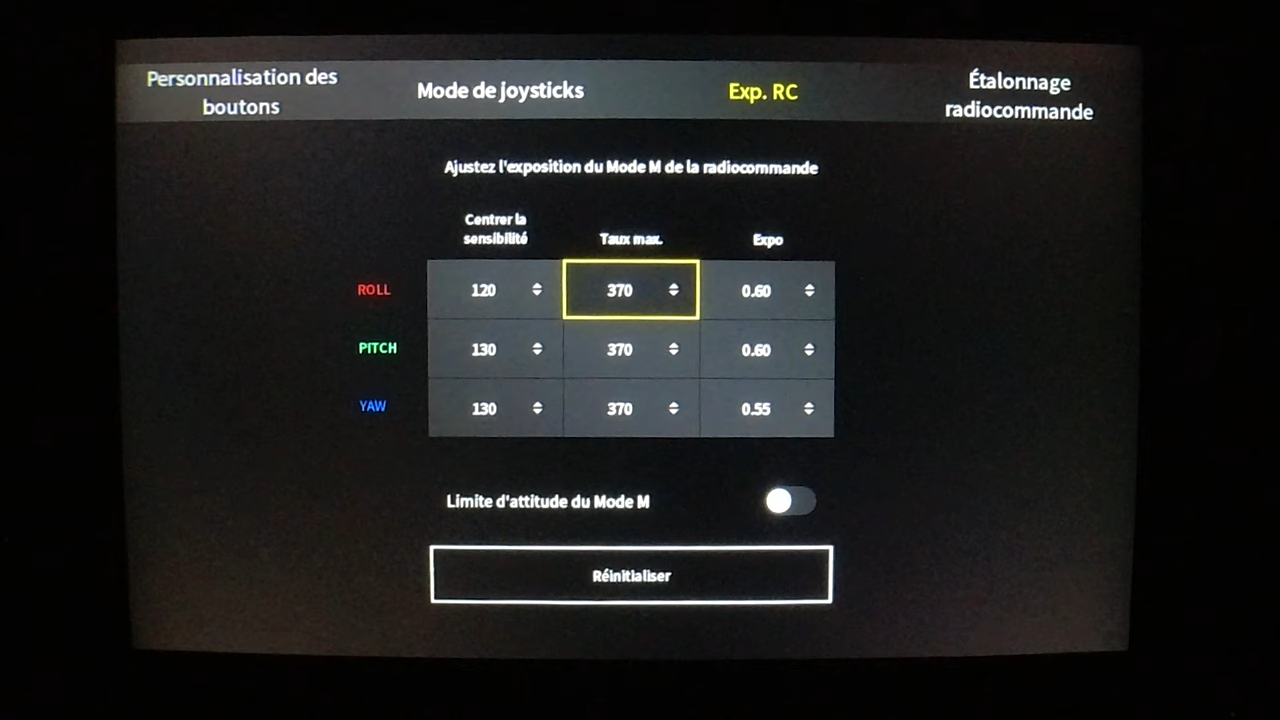 Personnalisation des
boutons
Mode de joysticks
Exp. RC
Étalonnage
radiocommande
Ajustez l'exposition du Mode M de la radiocommande
Centrer la
sensibilité
Taux max.
Expo
ROLL 120 370 0.60
PITCH 130 370 0.60
YAW 130 370 0.55
Limite d'attitude du Mode M
Réinitialiser